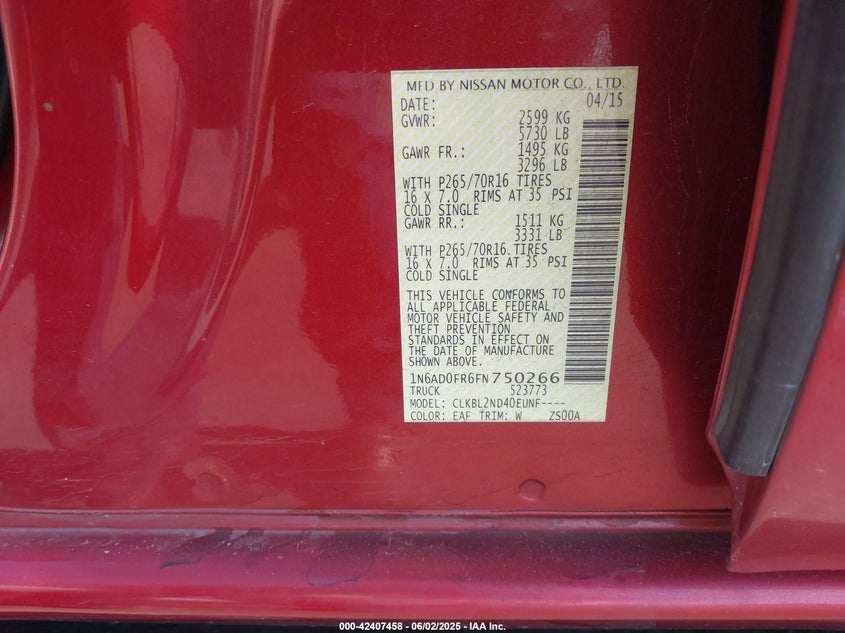 MFD BY NISSAN MOTOR CO., LTD.
DATE: 04/15
GVWR: 2599 KG
5730 LB
GAWR FR.: 1495 KG
3296 LB
WITH P265/70R16 TIRES
16 X 7.0 RIMS AT 35 PSI
COLD SINGLE
GAWR RR.: 1511 KG
3331 LB
WITH P265/70R16 TIRES
16 X 7.0 RIMS AT 35 PSI
COLD SINGLE
THIS VEHICLE CONFORMS TO
ALL APPLICABLE FEDERAL
MOTOR VEHICLE SAFETY AND
THEFT PREVENTION
STANDARDS IN EFFECT ON
THE DATE OF MANUFACTURE
SHOWN ABOVE.
1N6AD0FR6FN750266
TRUCK 523773
MODEL: CLKBL2ND40EUNF----
COLOR: EAF TRIM: W ZS00A
000-42407458 - 06/02/2025 - IAA Inc.